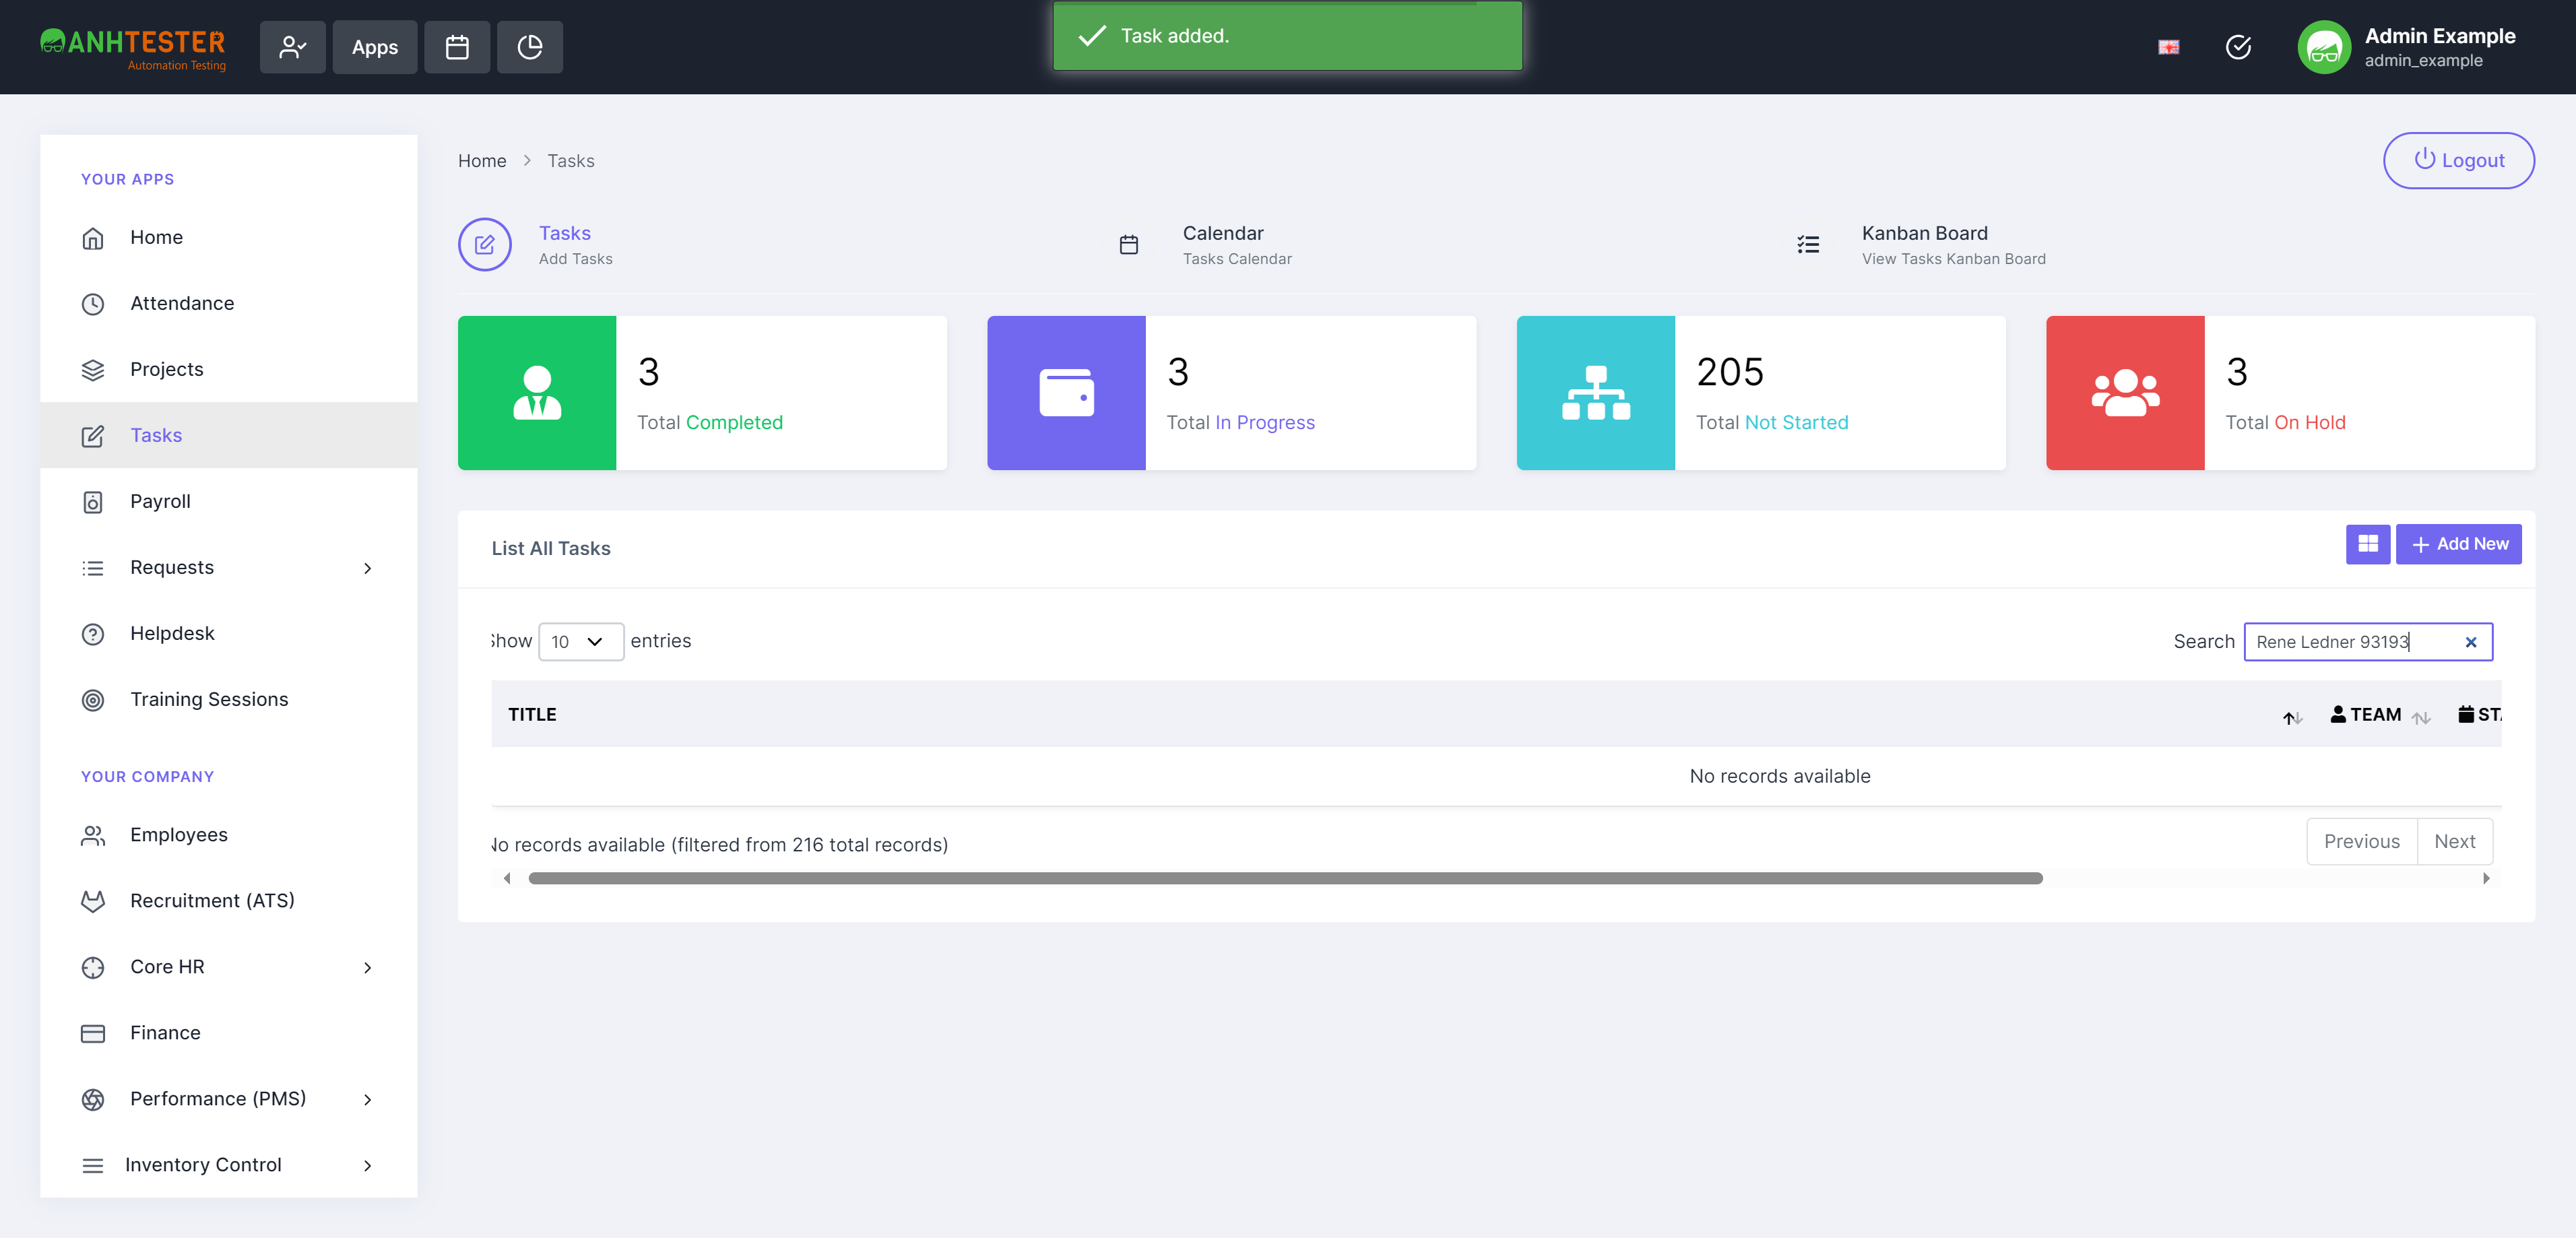 ANHTESTER
Automation Testing
Apps
Task added.
Admin Example
admin_example
YOUR APPS
Home
Attendance
Projects
Tasks
Payroll
Requests
Helpdesk
Training Sessions
YOUR COMPANY
Employees
Recruitment (ATS)
Core HR
Finance
Performance (PMS)
Inventory Control
Home > Tasks
Logout
Tasks
Add Tasks
Calendar
Tasks Calendar
Kanban Board
View Tasks Kanban Board
3
Total Completed
3
Total In Progress
205
Total Not Started
3
Total On Hold
List All Tasks
Add New
Show 10 entries
Search Rene Ledner 93193
TITLE TEAM STA
No records available
No records available (filtered from 216 total records)
Previous Next